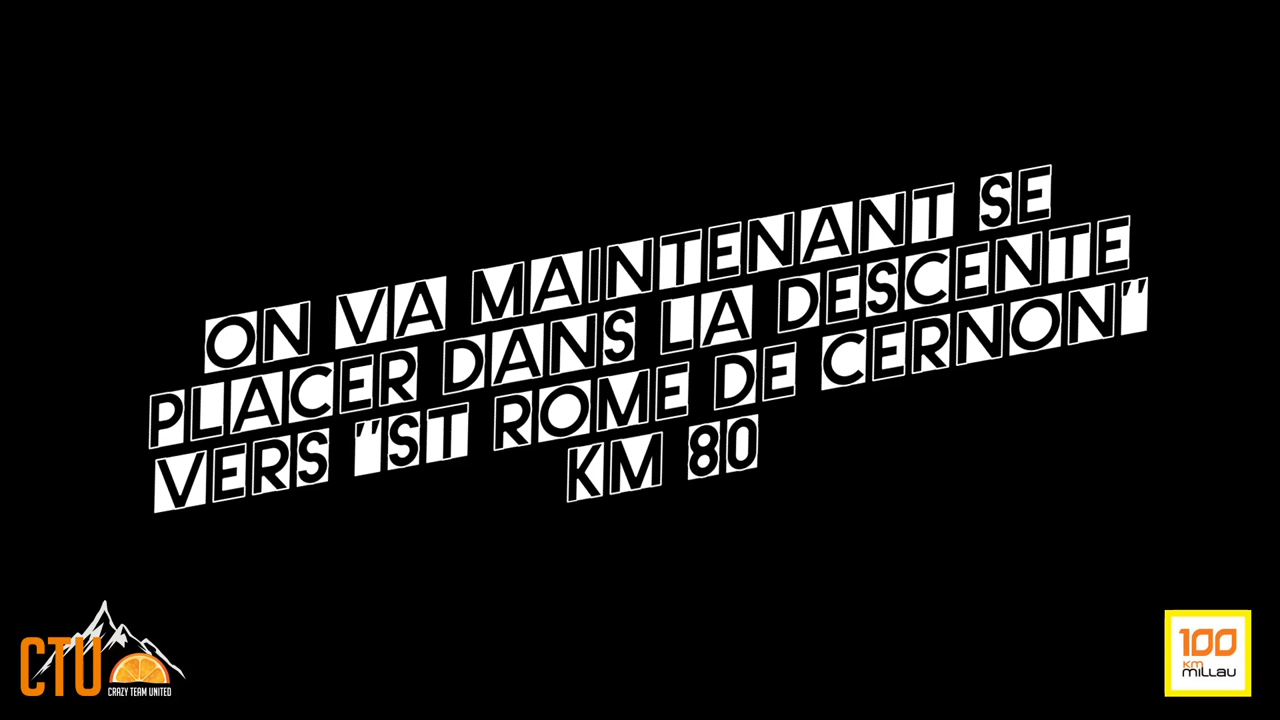 ON VA MAINTENANT SE
PLACER DANS LA DESCENTE
VERS "ST ROME DE CERNON"
KM 80
CTU
CRAZY TEAM UNITED
100
KM
MILLAU